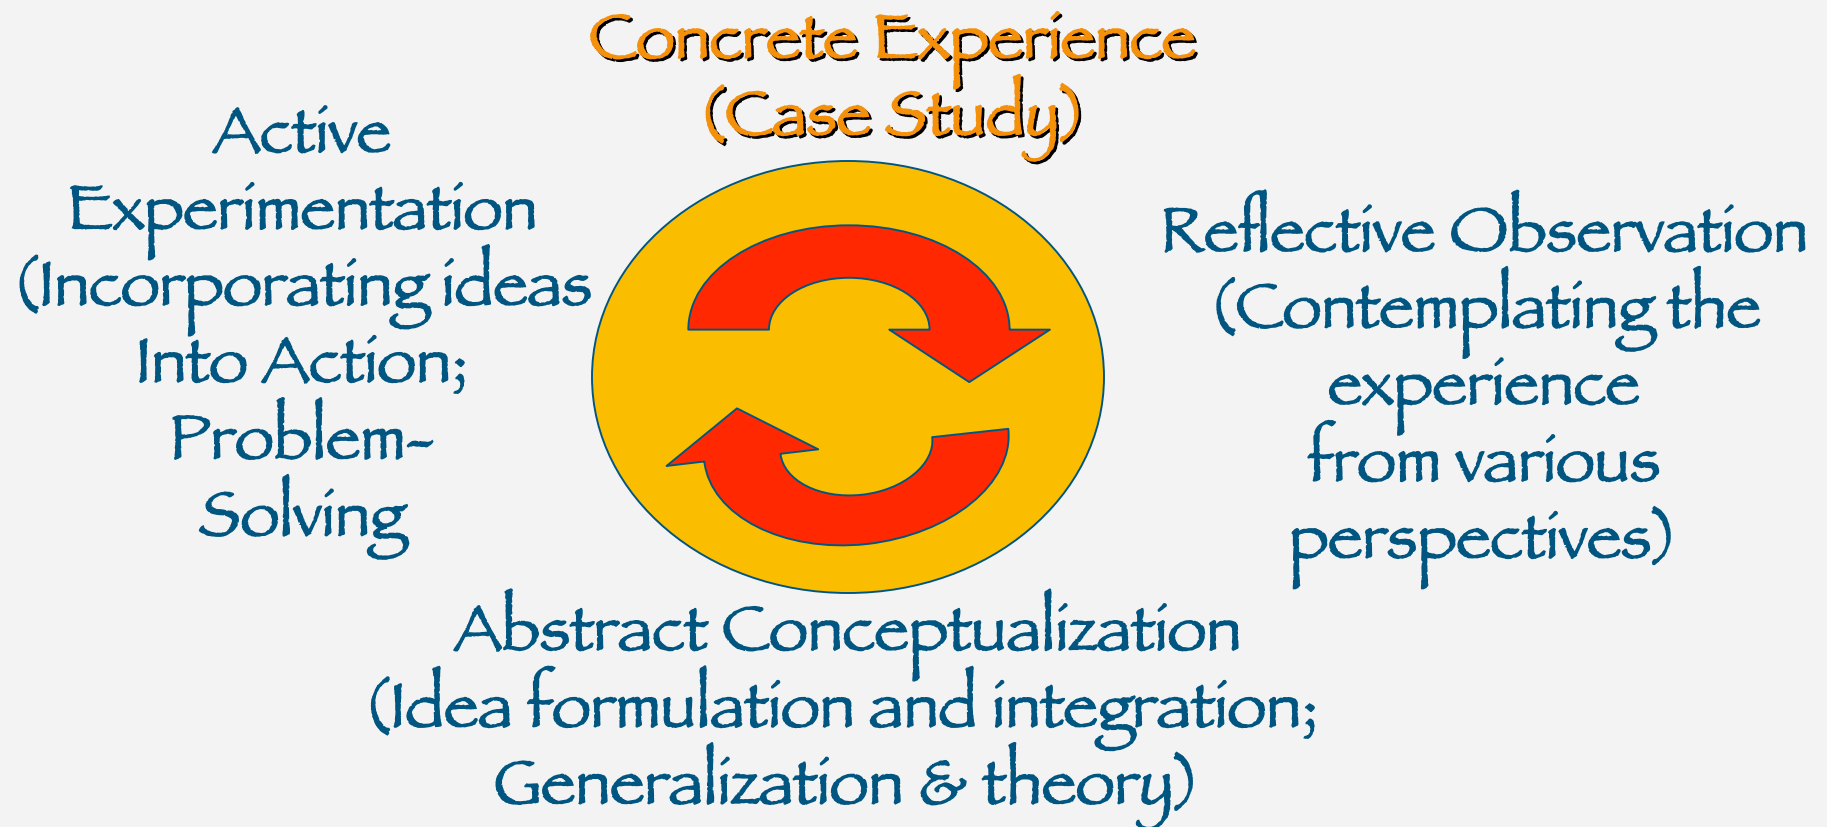 Concrete Experience
(Case Study)
Active
Experimentation
(Incorporating ideas
Into Action;
Problem-
Solving
Reflective Observation
(Contemplating the
experience
from various
perspectives)
Abstract Conceptualization
(Idea formulation and integration;
Generalization & theory)